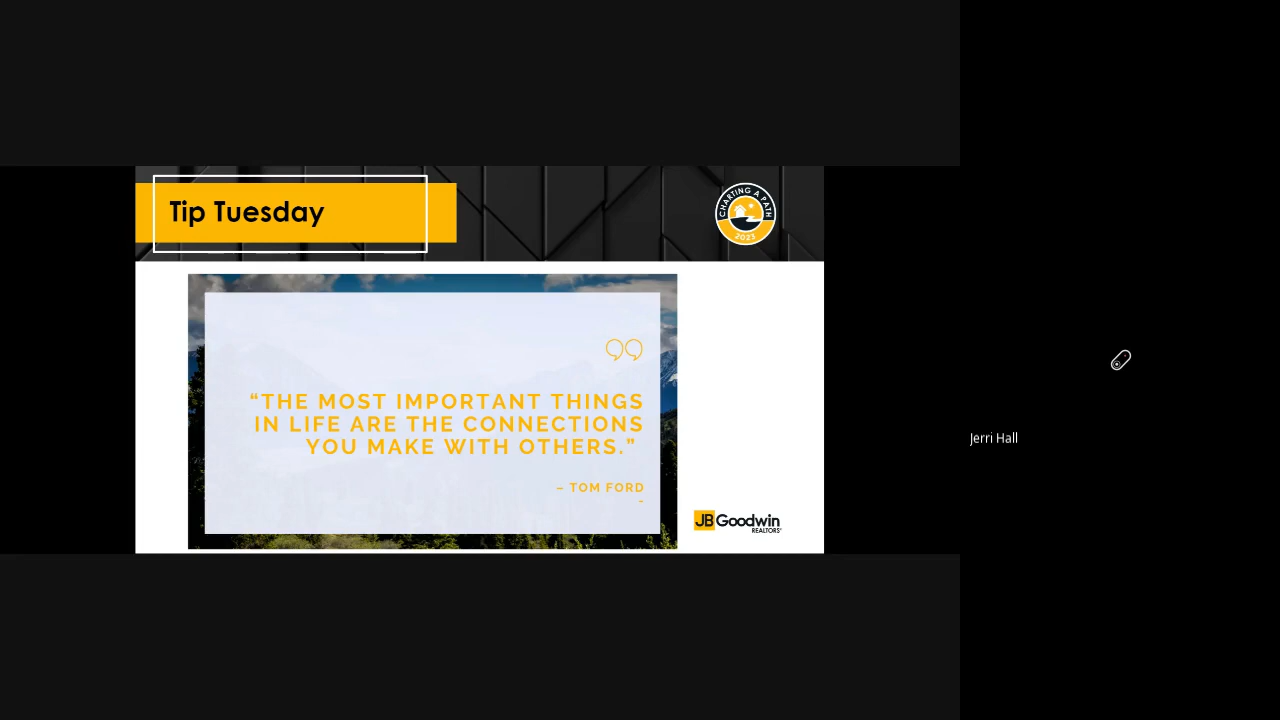 Tip Tuesday
CHARTING A PATH
2023
“THE MOST IMPORTANT THINGS
IN LIFE ARE THE CONNECTIONS
YOU MAKE WITH OTHERS.”
– TOM FORD
-
JB Goodwin
REALTORS®
Jerri Hall